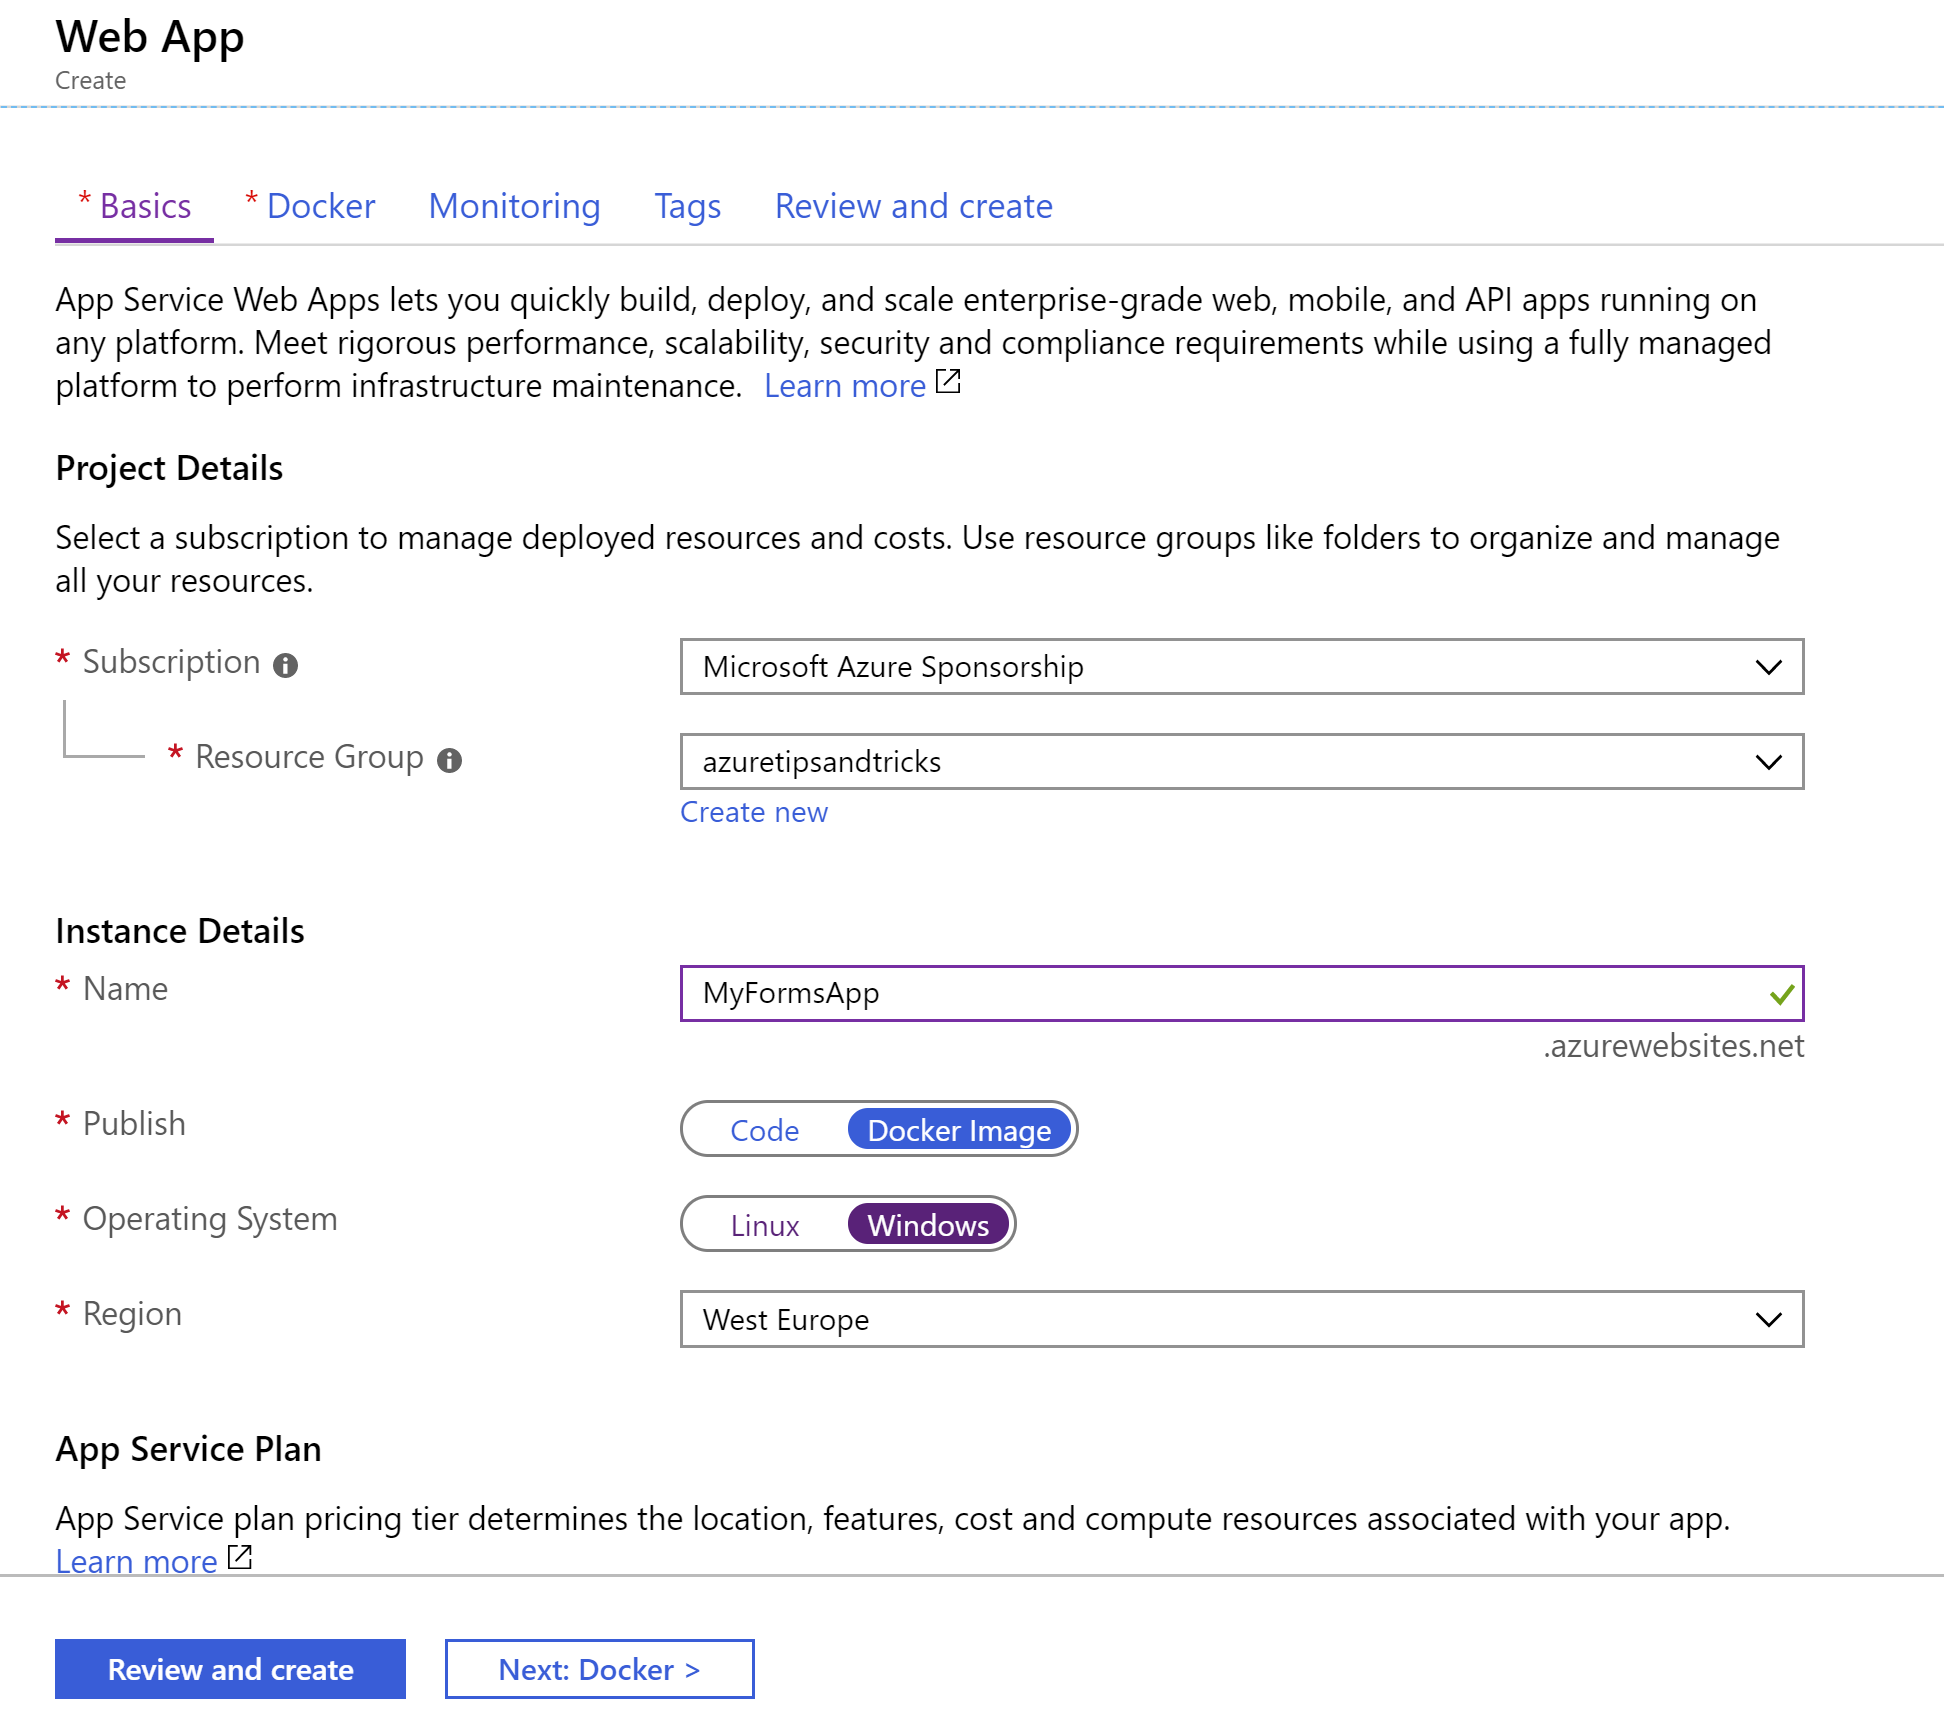 Web App
Create
* Basics * Docker Monitoring Tags Review and create
App Service Web Apps lets you quickly build, deploy, and scale enterprise-grade web, mobile, and API apps running on
any platform. Meet rigorous performance, scalability, security and compliance requirements while using a fully managed
platform to perform infrastructure maintenance. Learn more
Project Details
Select a subscription to manage deployed resources and costs. Use resource groups like folders to organize and manage
all your resources.
* Subscription Microsoft Azure Sponsorship
* Resource Group azuretipsandtricks
Create new
Instance Details
* Name MyFormsApp
.azurewebsites.net
* Publish Code Docker Image
* Operating System Linux Windows
* Region West Europe
App Service Plan
App Service plan pricing tier determines the location, features, cost and compute resources associated with your app.
Learn more
Review and create Next: Docker >